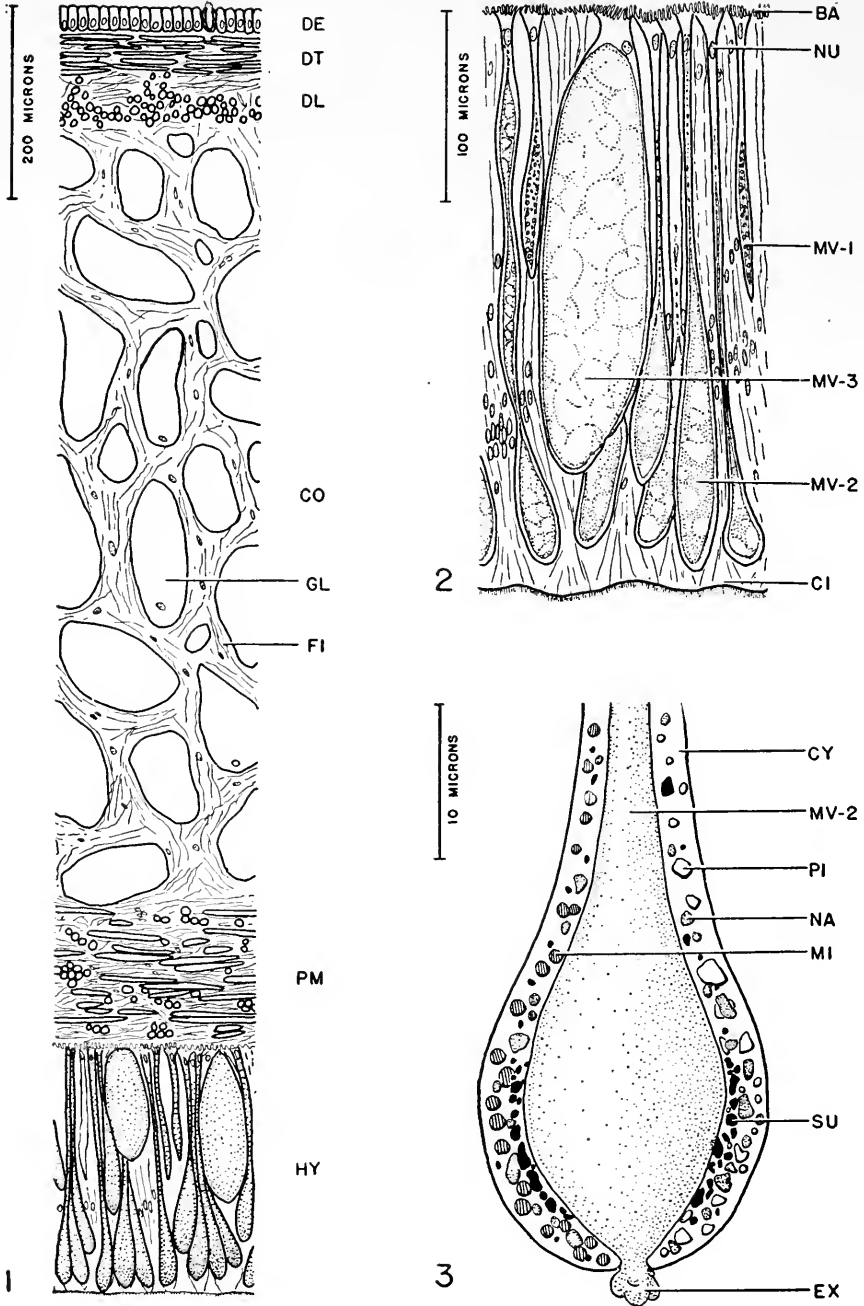 200 MICRONS
DE
DT
DL
CO
GL
FI
PM
HY
1
100 MICRONS
BA
NU
MV-1
MV-3
MV-2
CI
2
10 MICRONS
CY
MV-2
PI
NA
MI
SU
EX
3